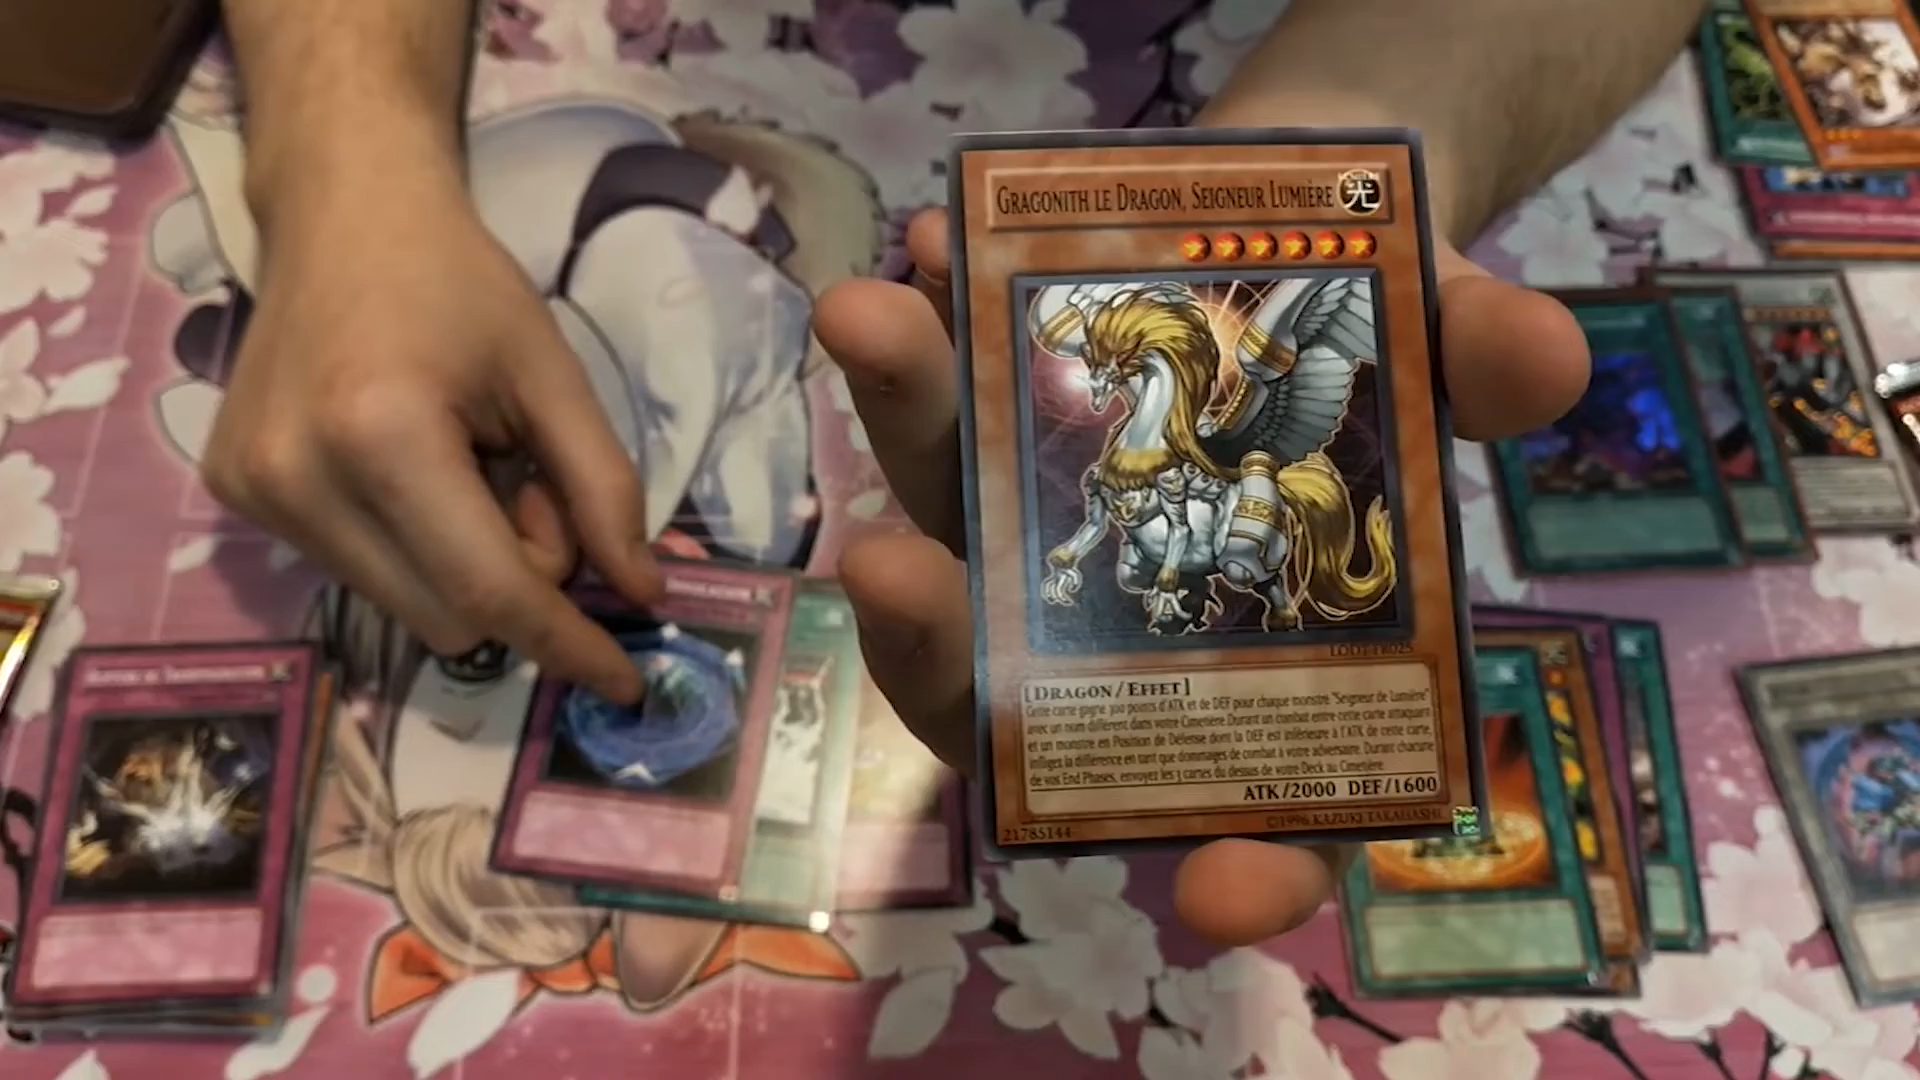 GRAGONITH LE DRAGON, SEIGNEUR LUMIÈRE
LUMIÈRE
光
LODT-FR025
[DRAGON/EFFET]
Cette carte gagne 300 points d'ATK et de DEF pour chaque monstre "Seigneur de Lumière"
avec un nom différent dans votre Cimetière. Durant un combat entre cette carte attaquant
et un monstre en Position de Défense dont la DEF est inférieure à l'ATK de cette carte,
infligez la différence en tant que dommages de combat à votre adversaire. Durant chacune
de vos End Phases, envoyez les 3 cartes du dessus de votre Deck au Cimetière.
ATK/2000 DEF/1600
21785144
©1996 KAZUKI TAKAHASHI